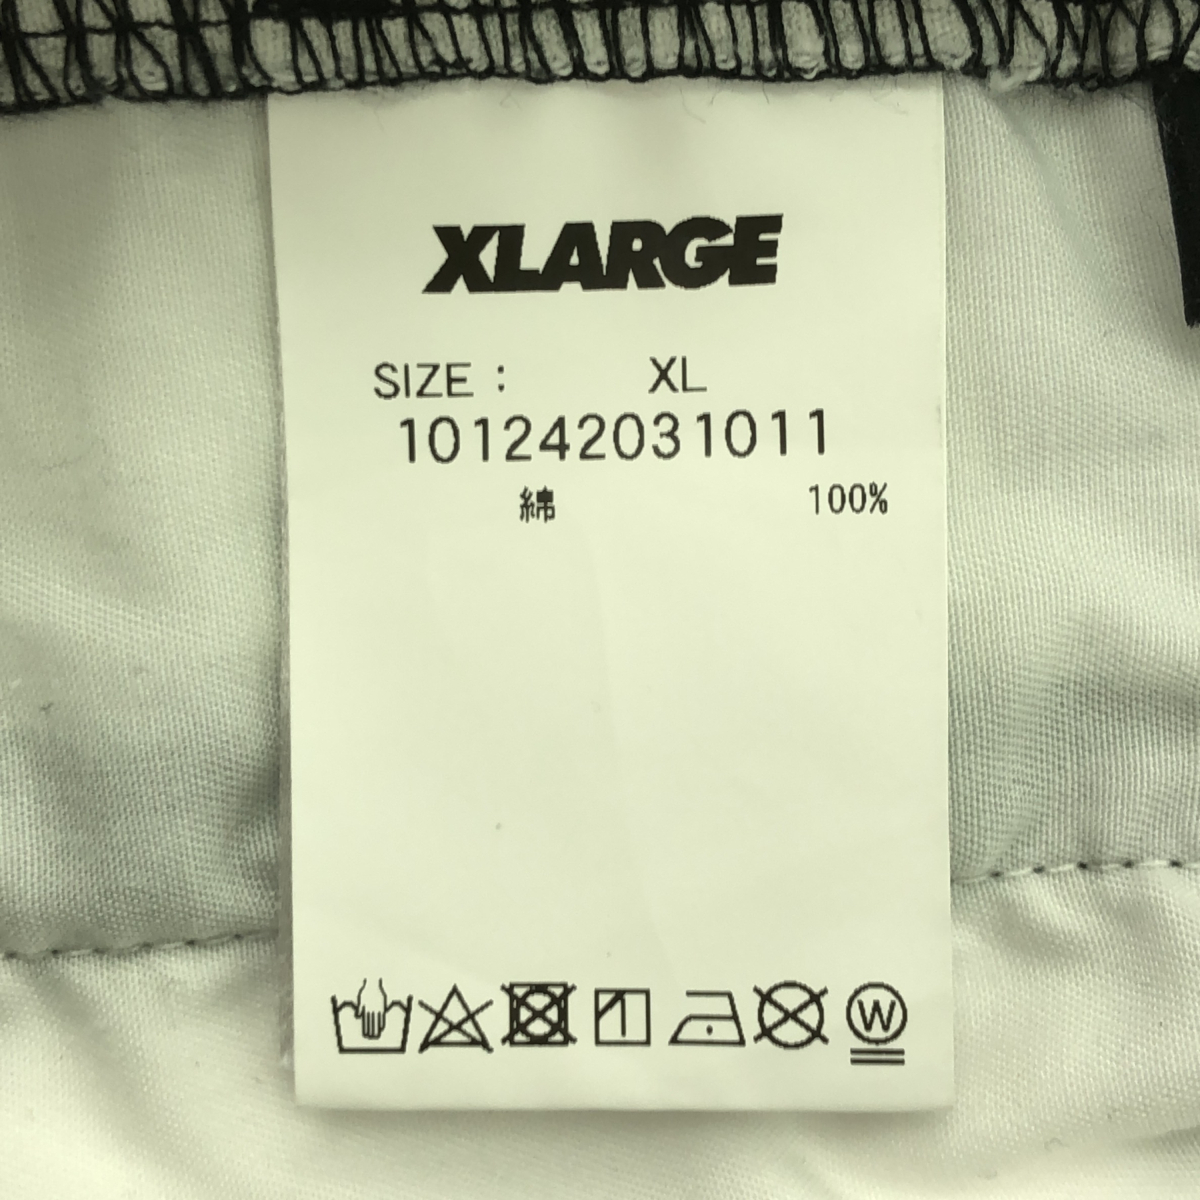 XLARGE
SIZE : XL
101242031011
綿 100%
W